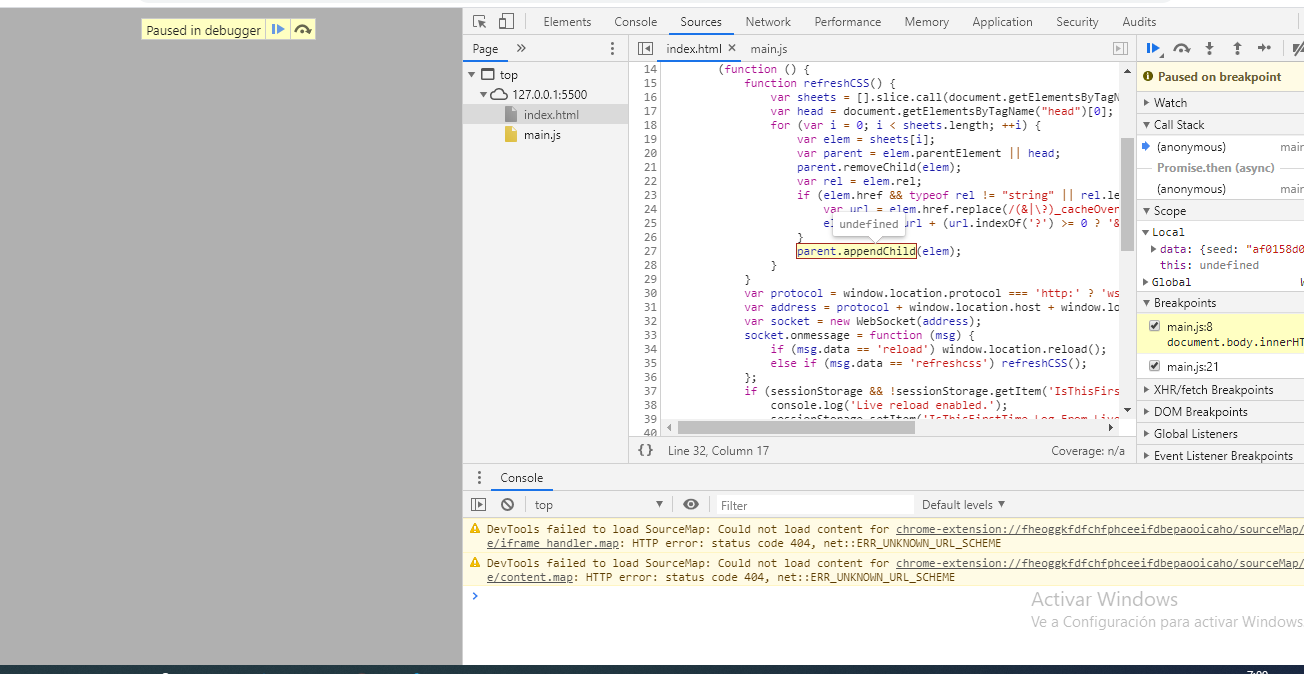 Paused in debugger
Elements Console Sources Network Performance Memory Application Security Audits
Page »
index.html × main.js
top
127.0.0.1:5500
index.html
main.js
14 (function () {
15 function refreshCSS() {
16 var sheets = [].slice.call(document.getElementsByTagN
17 var head = document.getElementsByTagName("head")[0];
18 for (var i = 0; i < sheets.length; ++i) {
19 var elem = sheets[i];
20 var parent = elem.parentElement || head;
21 parent.removeChild(elem);
22 var rel = elem.rel;
23 if (elem.href && typeof rel != "string" || rel.le
24 var url = elem.href.replace(/(&|\?)_cacheOver
25 el url + (url.indexOf('?') >= 0 ? '&
undefined
26 }
27 parent.appendChild(elem);
28 }
29 }
30 var protocol = window.location.protocol === 'http:' ? 'ws
31 var address = protocol + window.location.host + window.lo
32 var socket = new WebSocket(address);
33 socket.onmessage = function (msg) {
34 if (msg.data == 'reload') window.location.reload();
35 else if (msg.data == 'refreshcss') refreshCSS();
36 };
37 if (sessionStorage && !sessionStorage.getItem('IsThisFirs
38 console.log('Live reload enabled.');
39 sessionStorage.setItem('IsThisFirstTime_Log_From_Live
40
{} Line 32, Column 17 Coverage: n/a
Paused on breakpoint
Watch
Call Stack
(anonymous) main
Promise.then (async)
(anonymous) main
Scope
Local
data: {seed: "af0158d0
this: undefined
Global
Breakpoints
main.js:8
document.body.innerHT
main.js:21
XHR/fetch Breakpoints
DOM Breakpoints
Global Listeners
Event Listener Breakpoints
Console
top Filter Default levels
DevTools failed to load SourceMap: Could not load content for chrome-extension://fheoggkfdfchfphceeifdbepaooicaho/sourceMap/
e/iframe_handler.map: HTTP error: status code 404, net::ERR_UNKNOWN_URL_SCHEME
DevTools failed to load SourceMap: Could not load content for chrome-extension://fheoggkfdfchfphceeifdbepaooicaho/sourceMap/
e/content.map: HTTP error: status code 404, net::ERR_UNKNOWN_URL_SCHEME
Activar Windows
Ve a Configuración para activar Windows